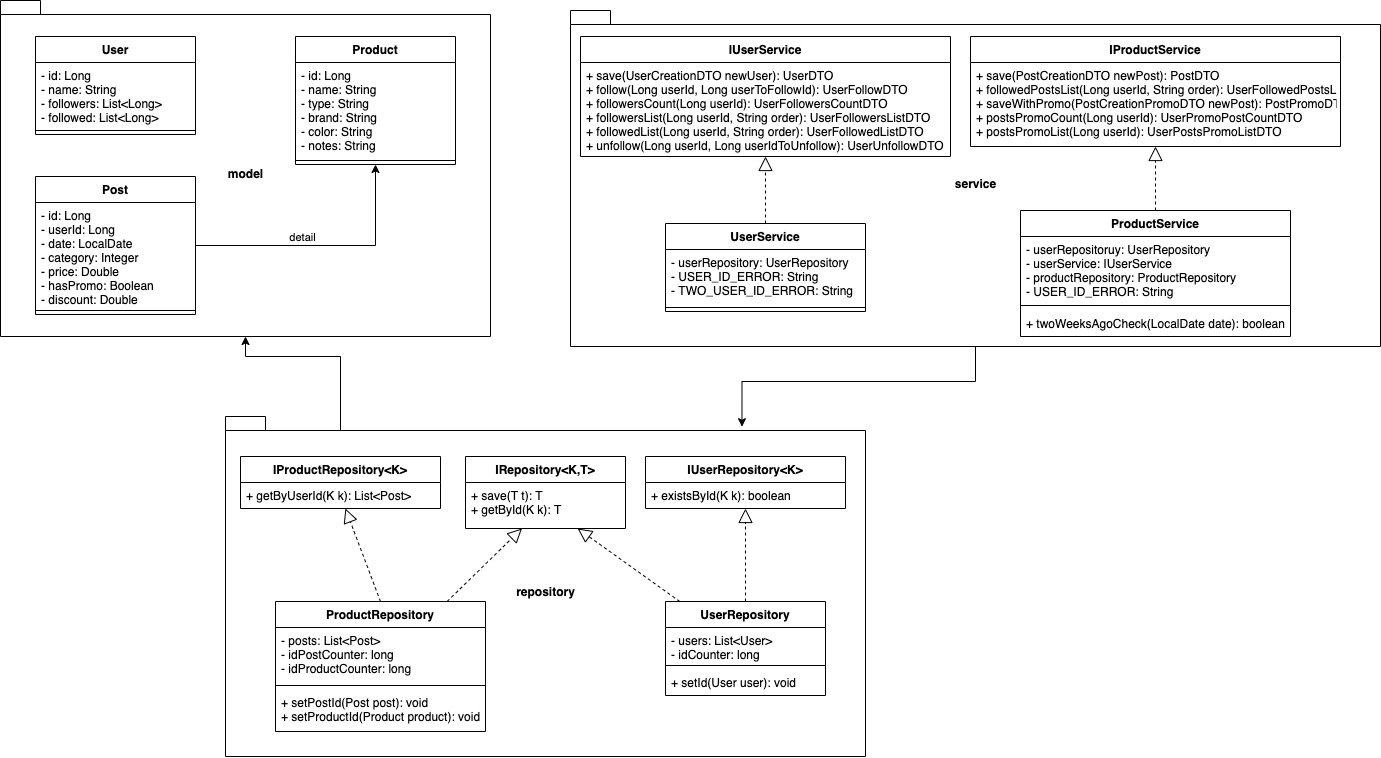 User
- id: Long
- name: String
- followers: List<Long>
- followed: List<Long>
Product
- id: Long
- name: String
- type: String
- brand: String
- color: String
- notes: String
model
Post
- id: Long
- userId: Long
- date: LocalDate
- category: Integer
- price: Double
- hasPromo: Boolean
- discount: Double
detail
IUserService
+ save(UserCreationDTO newUser): UserDTO
+ follow(Long userId, Long userToFollowId): UserFollowDTO
+ followersCount(Long userId): UserFollowersCountDTO
+ followersList(Long userId, String order): UserFollowersListDTO
+ followedList(Long userId, String order): UserFollowedListDTO
+ unfollow(Long userId, Long userIdToUnfollow): UserUnfollowDTO
IProductService
+ save(PostCreationDTO newPost): PostDTO
+ followedPostsList(Long userId, String order): UserFollowedPostsL
+ saveWithPromo(PostCreationPromoDTO newPost): PostPromoDT
+ postsPromoCount(Long userId): UserPromoPostCountDTO
+ postsPromoList(Long userId): UserPostsPromoListDTO
service
UserService
- userRepository: UserRepository
- USER_ID_ERROR: String
- TWO_USER_ID_ERROR: String
ProductService
- userRepositoruy: UserRepository
- userService: IUserService
- productRepository: ProductRepository
- USER_ID_ERROR: String
+ twoWeeksAgoCheck(LocalDate date): boolean
IProductRepository<K>
+ getByUserId(K k): List<Post>
IRepository<K,T>
+ save(T t): T
+ getById(K k): T
IUserRepository<K>
+ existsById(K k): boolean
repository
ProductRepository
- posts: List<Post>
- idPostCounter: long
- idProductCounter: long
+ setPostId(Post post): void
+ setProductId(Product product): void
UserRepository
- users: List<User>
- idCounter: long
+ setId(User user): void